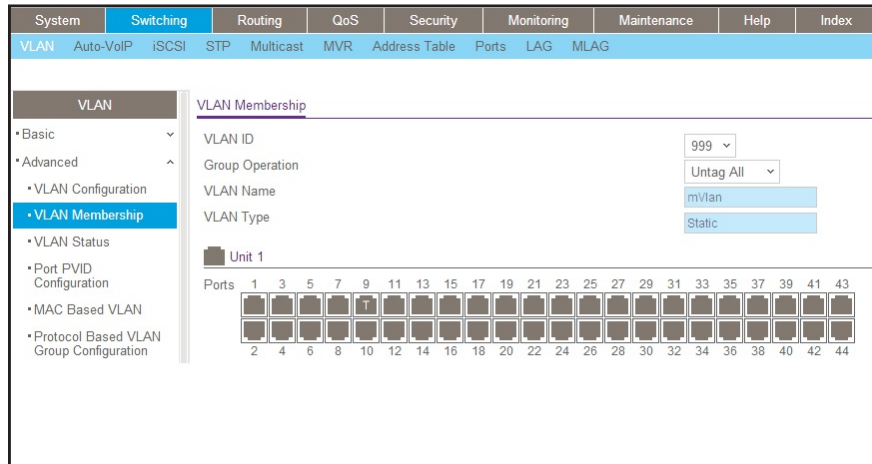 System Switching Routing QoS Security Monitoring Maintenance Help Index
VLAN Auto-VoIP iSCSI STP Multicast MVR Address Table Ports LAG MLAG
VLAN
Basic
Advanced
VLAN Configuration
VLAN Membership
VLAN Status
Port PVID
Configuration
MAC Based VLAN
Protocol Based VLAN
Group Configuration
VLAN Membership
VLAN ID 999
Group Operation Untag All
VLAN Name mVlan
VLAN Type Static
Unit 1
Ports 1 3 5 7 9 11 13 15 17 19 21 23 25 27 29 31 33 35 37 39 41 43
T
2 4 6 8 10 12 14 16 18 20 22 24 26 28 30 32 34 36 38 40 42 44